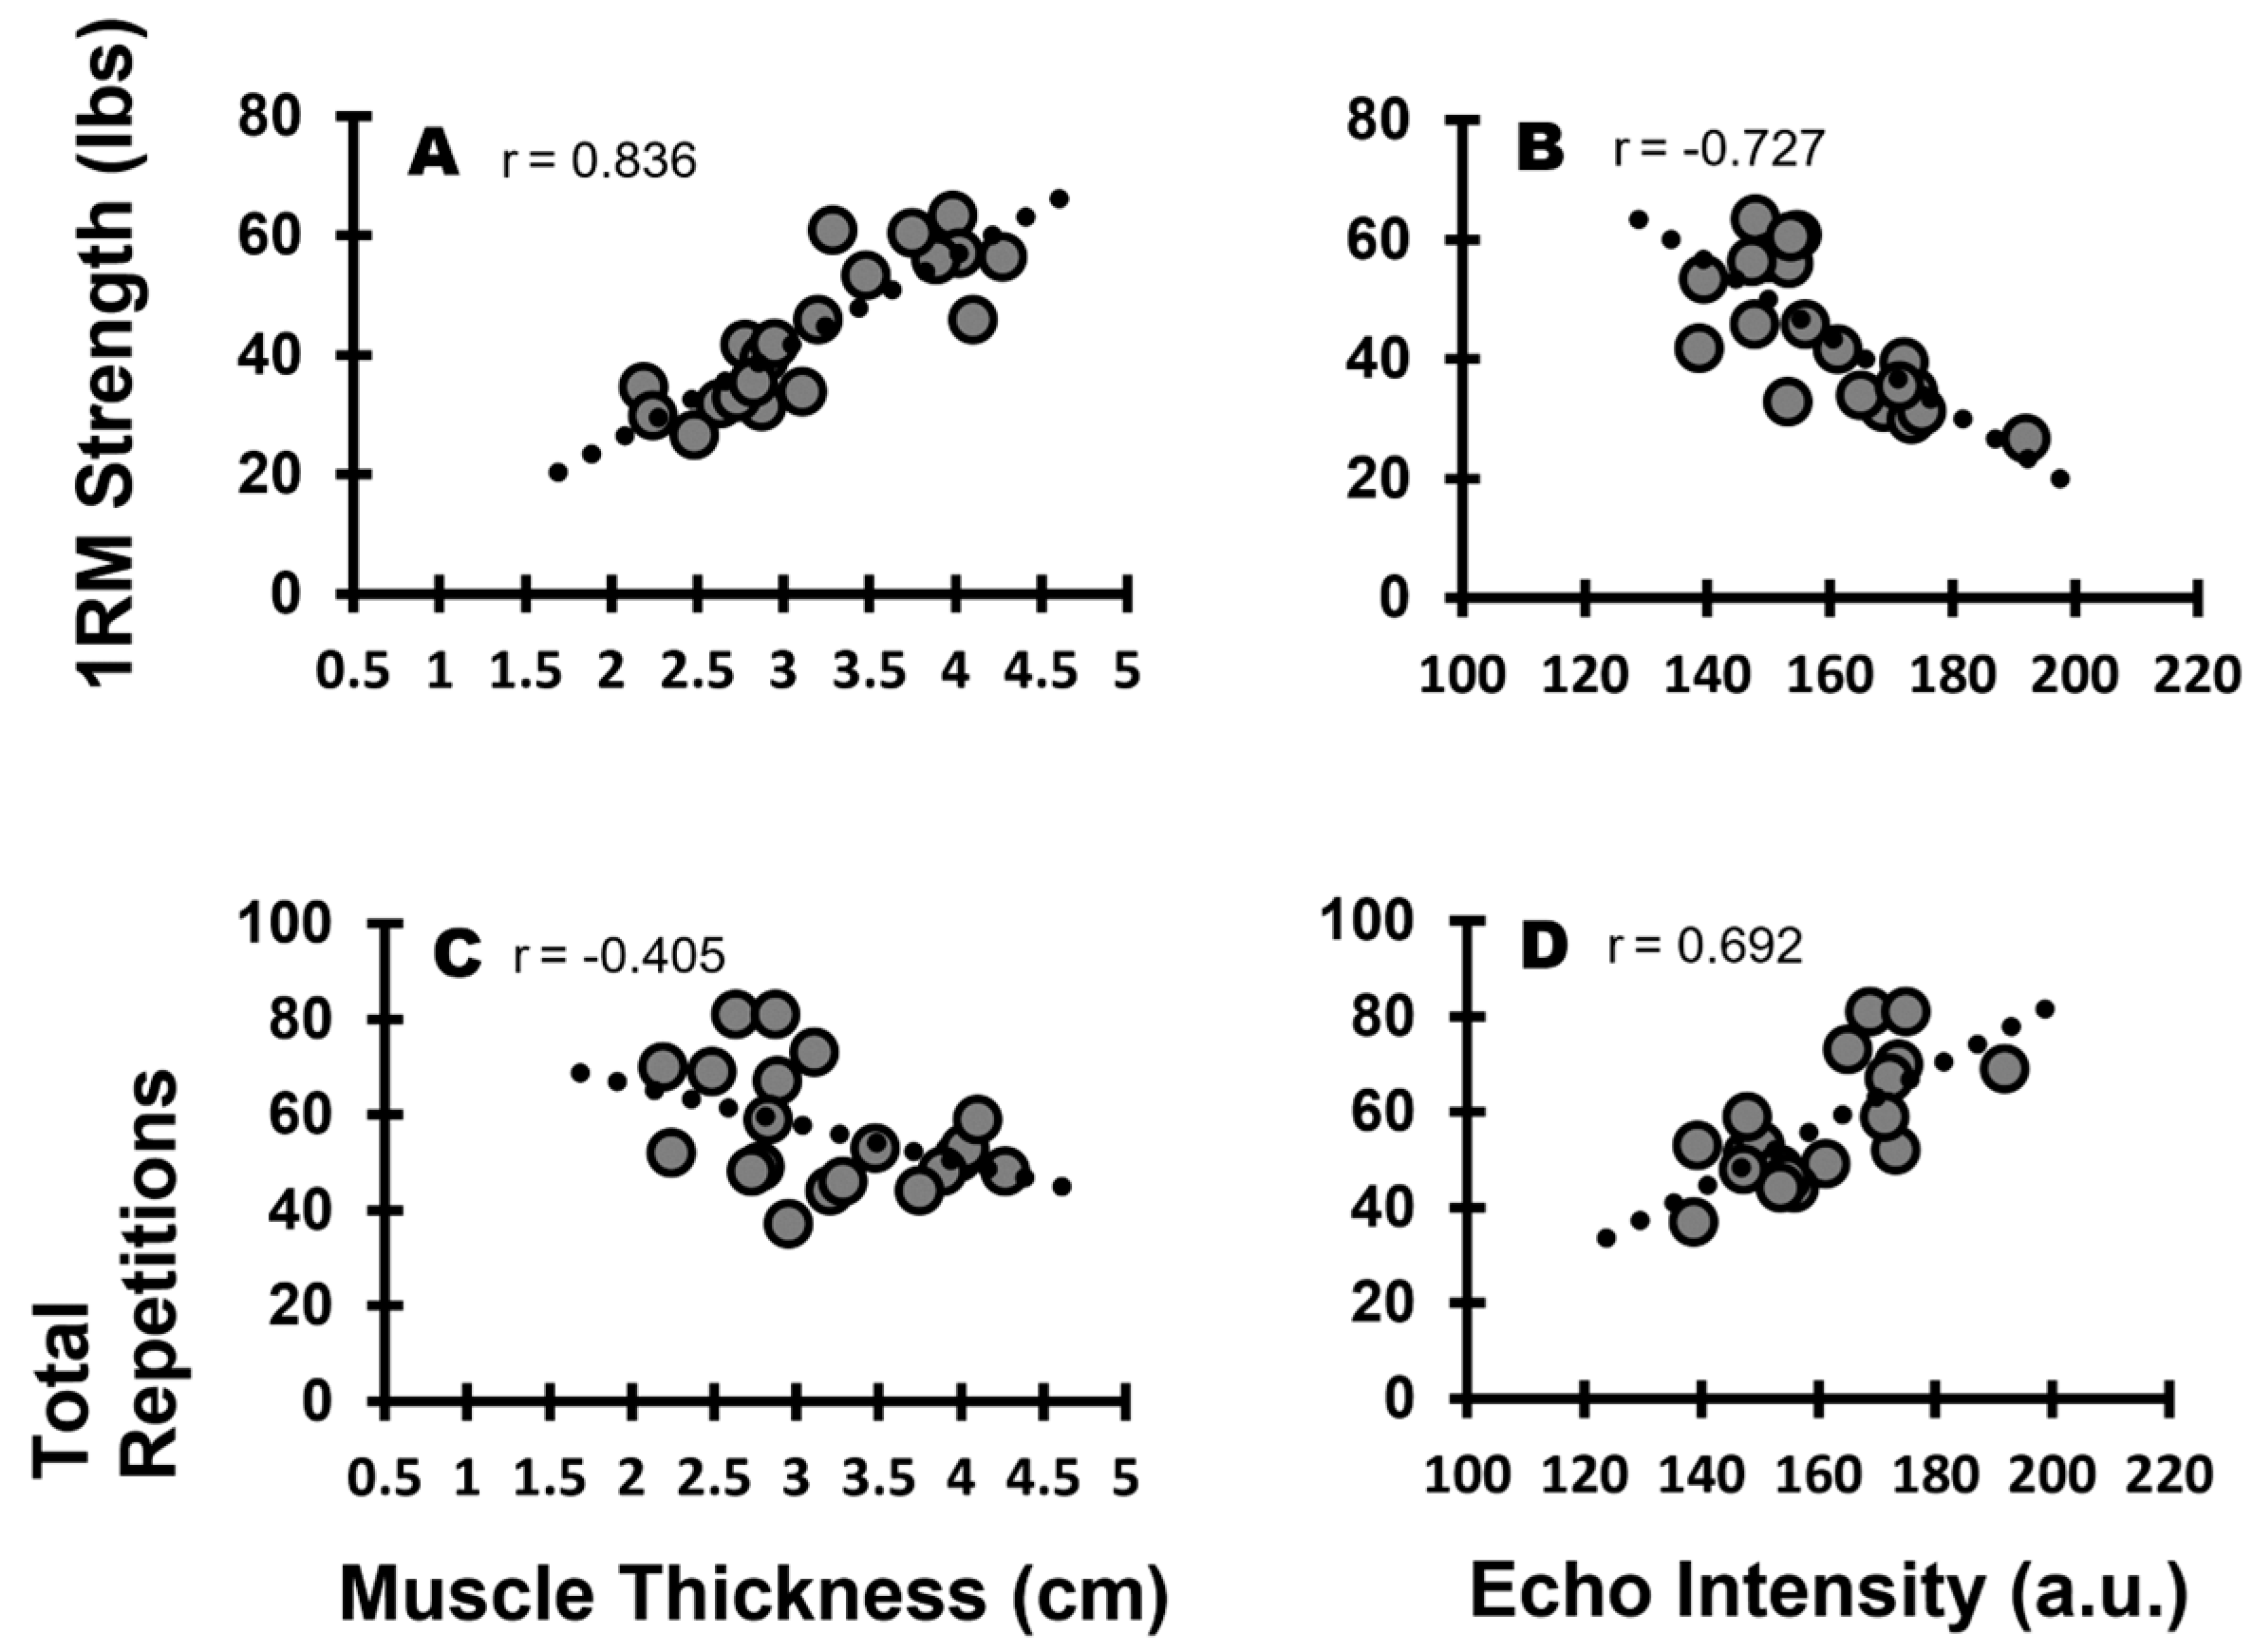 1RM Strength (lbs)
80
60
40
20
0
A r = 0.836
0.5 1 1.5 2 2.5 3 3.5 4 4.5 5
80
60
40
20
0
B r = -0.727
100 120 140 160 180 200 220
Total
Repetitions
100
80
60
40
20
0
C r = -0.405
0.5 1 1.5 2 2.5 3 3.5 4 4.5 5
Muscle Thickness (cm)
100
80
60
40
20
0
D r = 0.692
100 120 140 160 180 200 220
Echo Intensity (a.u.)